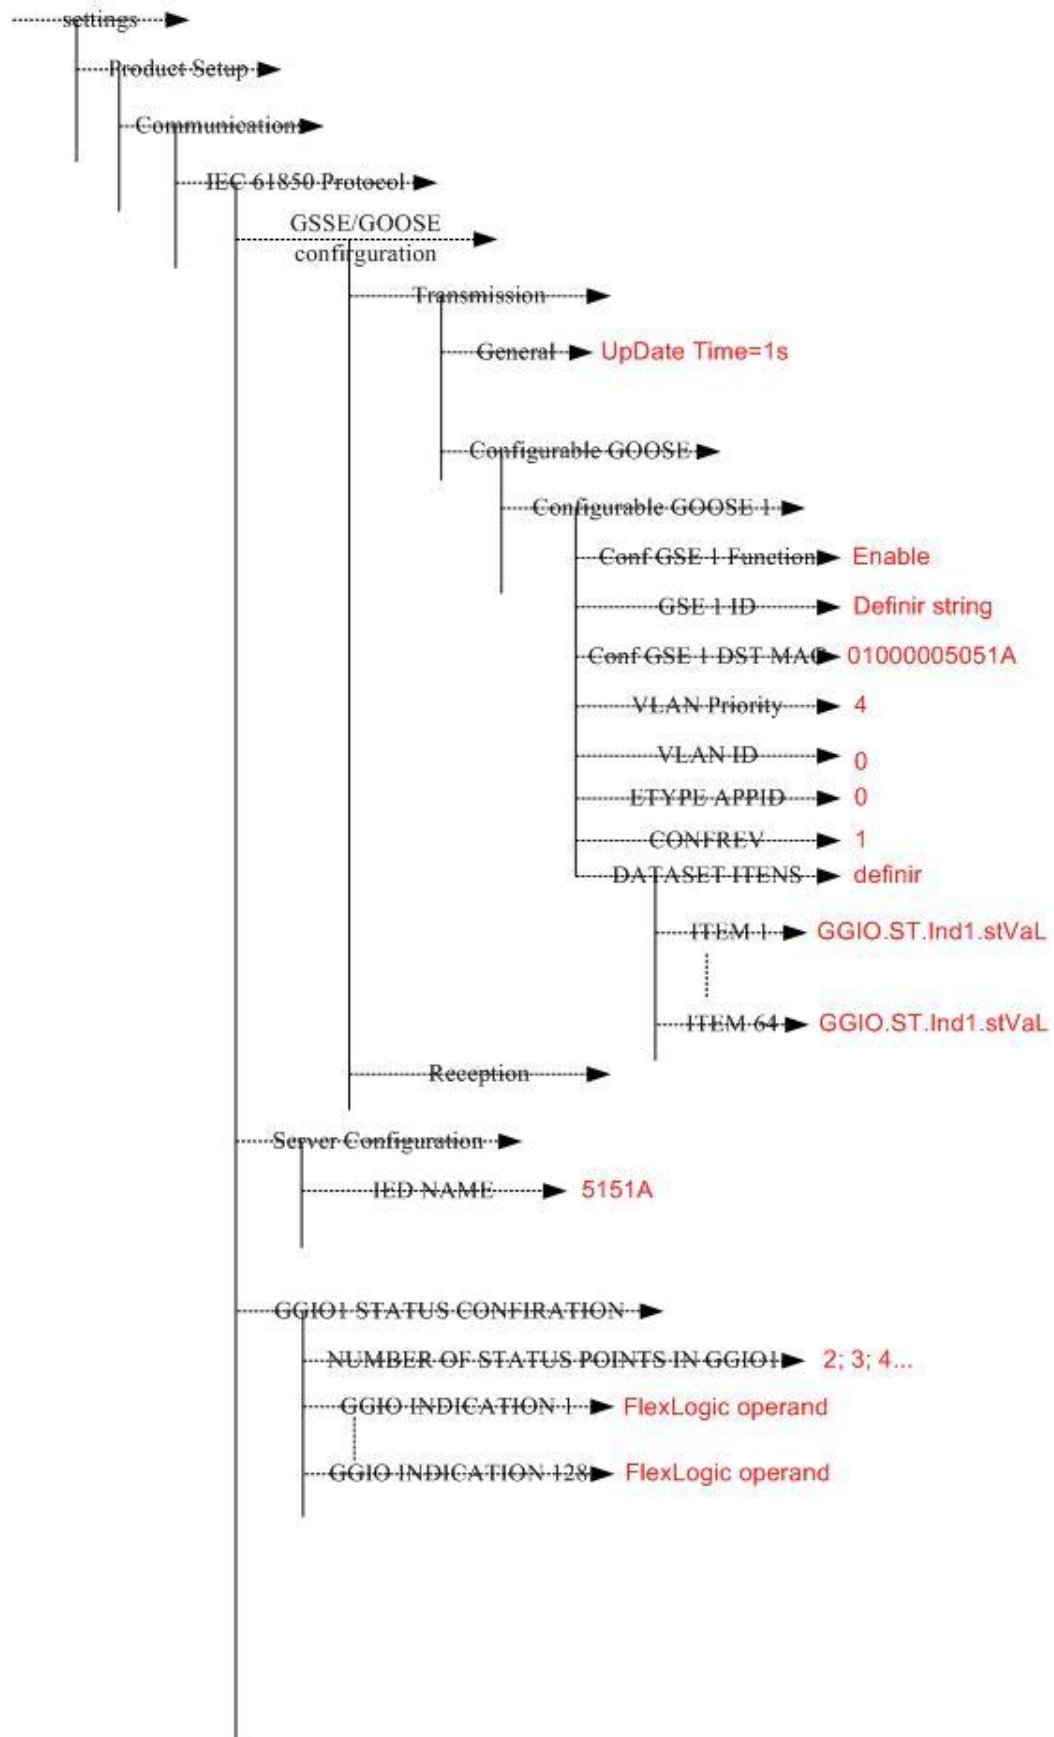 settings
Product Setup
Communications
IEC 61850 Protocol
GSSE/GOOSE
confirguration
Transmission
General UpDate Time=1s
Configurable GOOSE
Configurable GOOSE 1
Conf GSE 1 Function Enable
GSE 1 ID Definir string
Conf GSE 1 DST MAC 01000005051A
VLAN Priority 4
VLAN ID 0
ETYPE APPID 0
CONFREV 1
DATASET ITENS definir
ITEM 1 GGIO.ST.Ind1.stVaL
ITEM 64 GGIO.ST.Ind1.stVaL
Reception
Server Configuration
IED NAME 5151A
GGIO1 STATUS CONFIRATION
NUMBER OF STATUS POINTS IN GGIO1 2; 3; 4...
GGIO INDICATION 1 FlexLogic operand
GGIO INDICATION 128 FlexLogic operand